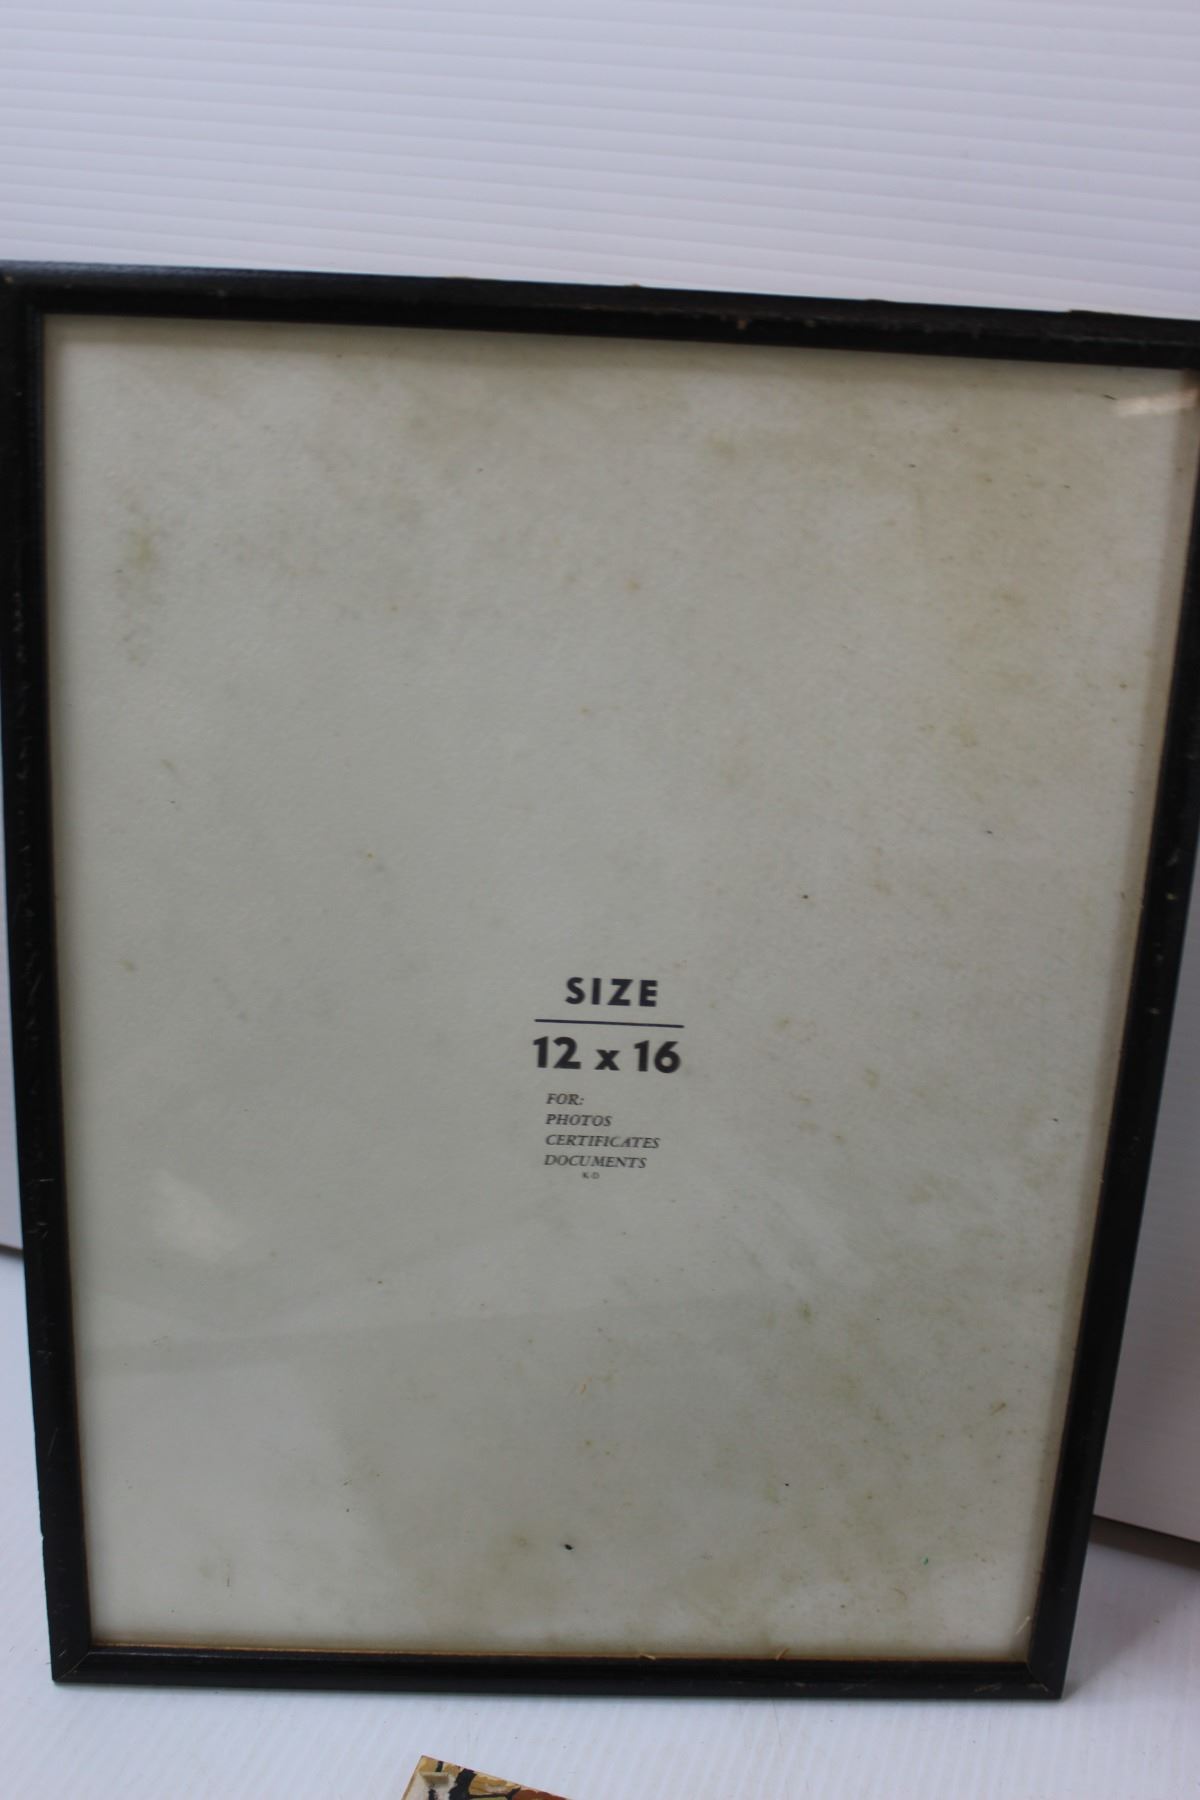 SIZE
12 x 16
FOR:
PHOTOS
CERTIFICATES
DOCUMENTS
K-D